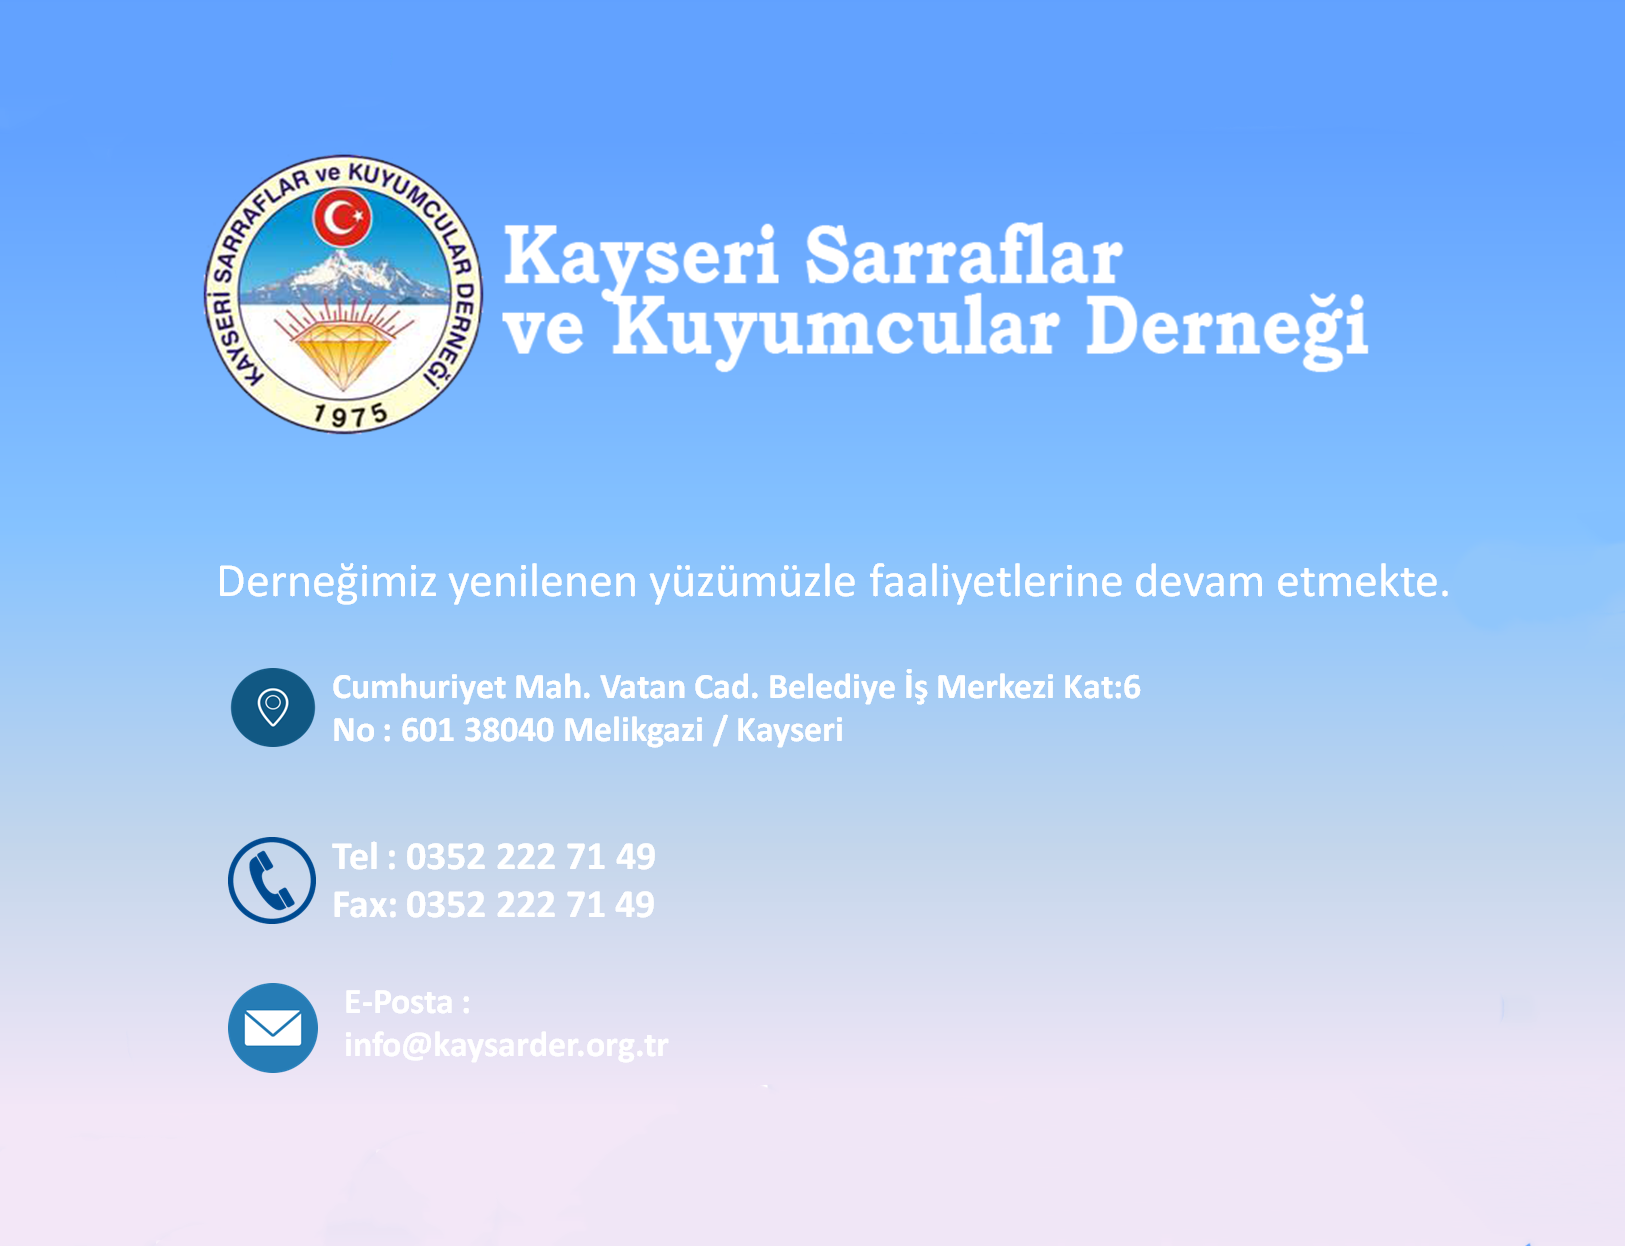 KAYSERİ SARRAFLAR ve KUYUMCULAR DERNEĞİ
1975
Kayseri Sarraflar
ve Kuyumcular Derneği
Derneğimiz yenilenen yüzümüzle faaliyetlerine devam etmekte.
Cumhuriyet Mah. Vatan Cad. Belediye İş Merkezi Kat:6
No : 601 38040 Melikgazi / Kayseri
Tel : 0352 222 71 49
Fax: 0352 222 71 49
E-Posta :
info@kaysarder.org.tr